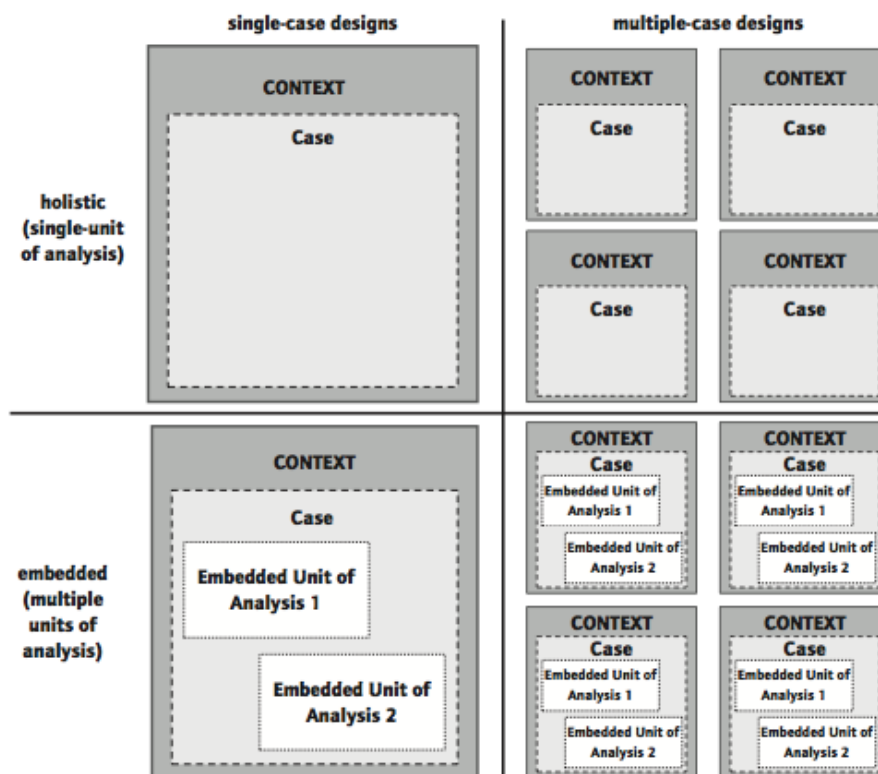 single-case designs
multiple-case designs
holistic
(single-unit
of analysis)
CONTEXT
Case
CONTEXT
Case
CONTEXT
Case
CONTEXT
Case
CONTEXT
Case
embedded
(multiple
units of
analysis)
CONTEXT
Case
Embedded Unit of
Analysis 1
Embedded Unit of
Analysis 2
CONTEXT
Case
Embedded Unit of
Analysis 1
Embedded Unit of
Analysis 2
CONTEXT
Case
Embedded Unit of
Analysis 1
Embedded Unit of
Analysis 2
CONTEXT
Case
Embedded Unit of
Analysis 1
Embedded Unit of
Analysis 2
CONTEXT
Case
Embedded Unit of
Analysis 1
Embedded Unit of
Analysis 2